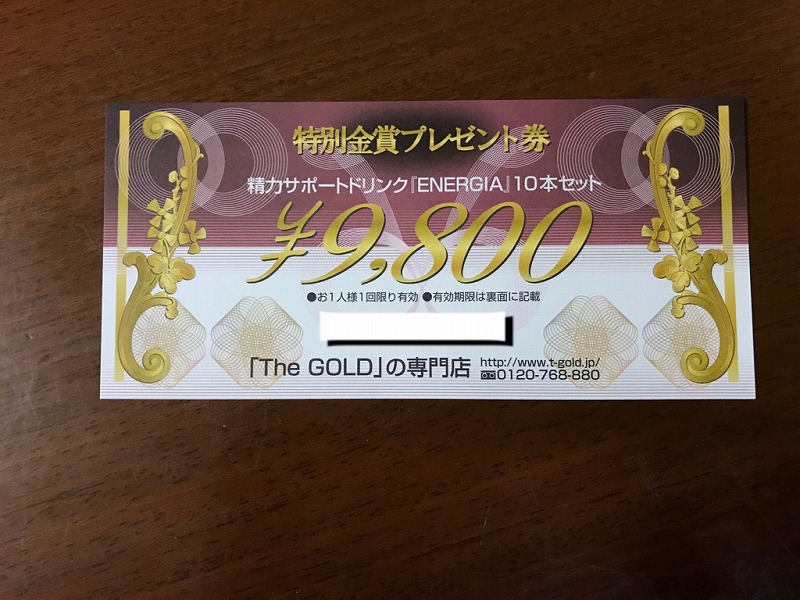 特別金賞プレゼント券
精力サポートドリンク『ENERGIA』10本セット
¥9,800
●お1人様1回限り有効 ●有効期限は裏面に記載
「The GOLD」の専門店 http://www.t-gold.jp/
0120-768-880